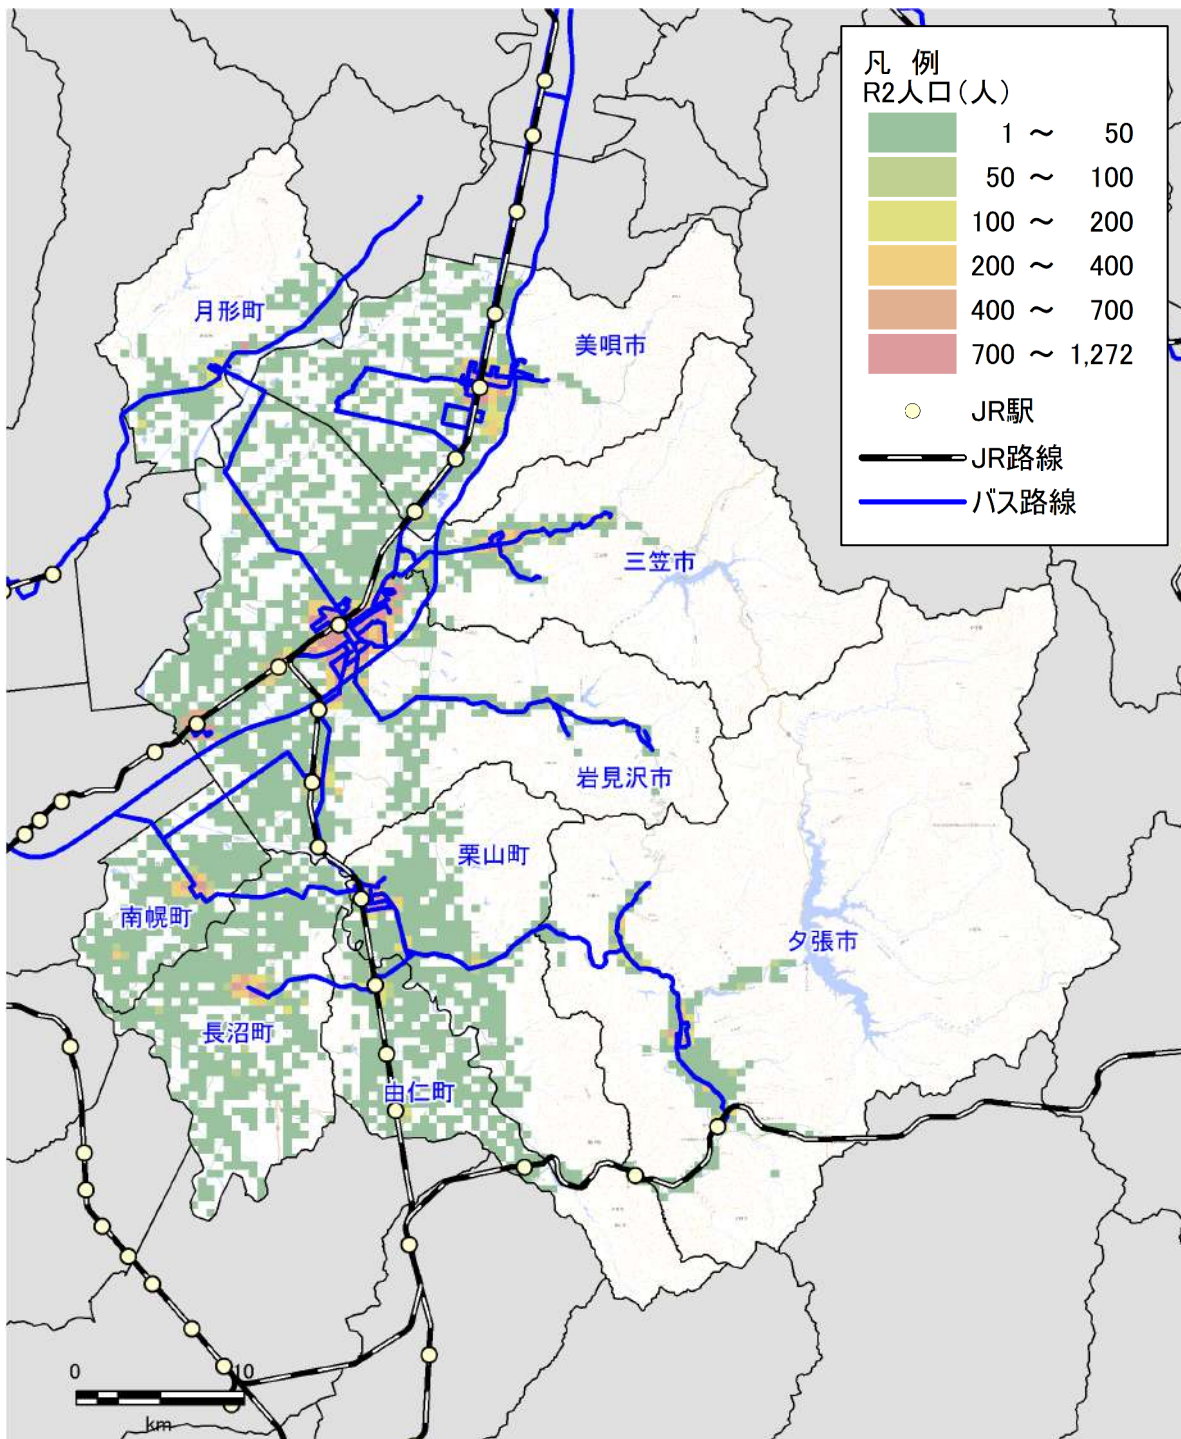 凡 例
R2人口(人)
1 ～ 50
50 ～ 100
100 ～ 200
200 ～ 400
400 ～ 700
700 ～ 1,272
JR駅
JR路線
バス路線
月形町
美唄市
三笠市
岩見沢市
栗山町
南幌町
夕張市
長沼町
由仁町
0 10
km